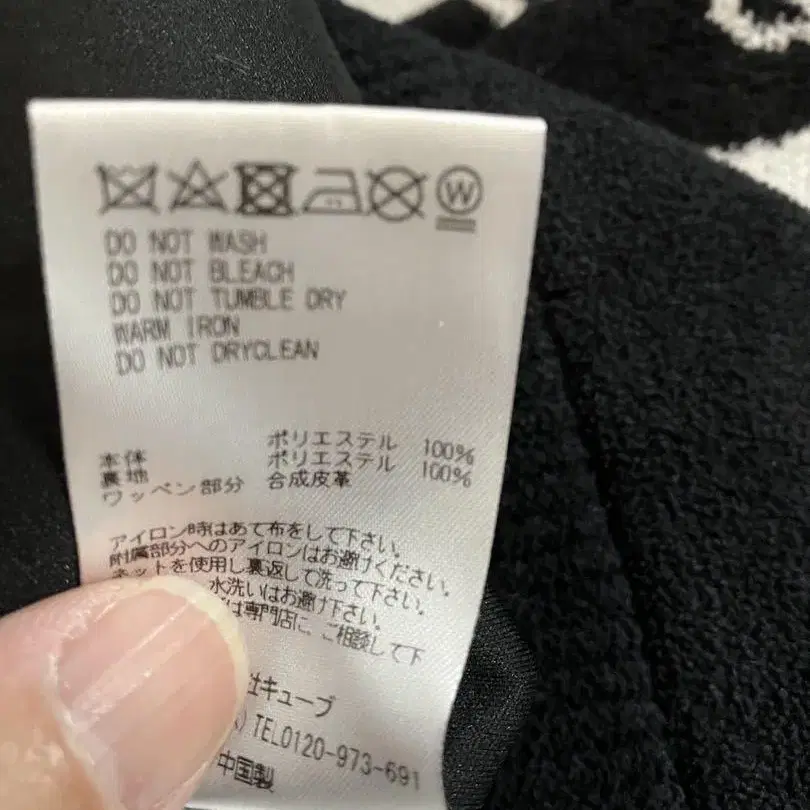 W
DO NOT WASH
DO NOT BLEACH
DO NOT TUMBLE DRY
WARM IRON
DO NOT DRYCLEAN
本体 ポリエステル 100%
裏地 ポリエステル 100%
ワッペン部分 合成皮革
アイロン時はあて布をして下さい。
附属部分へのアイロンはお避けください。
ネットを使用し裏返して洗って下さい。
水洗いはお避け下さい。
は専門店に、ご相談して下
社キューブ
TEL0120-973-691
中国製